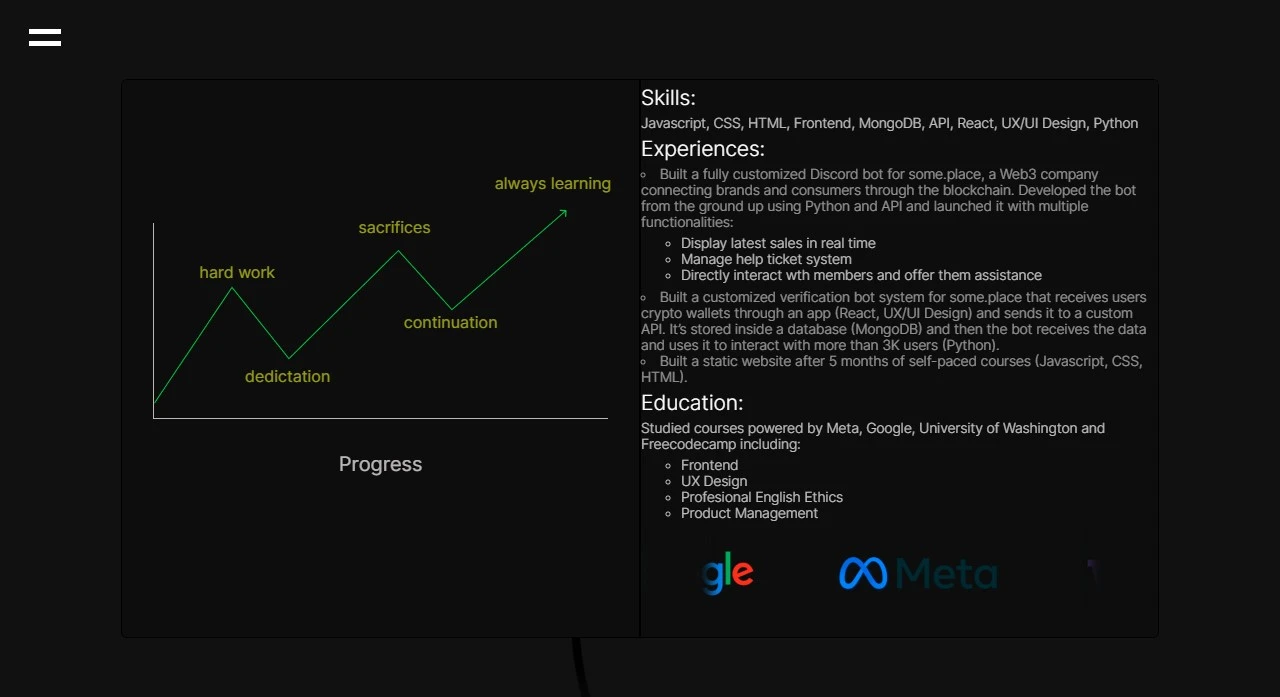 always learning
sacrifices
hard work
continuation
dedictation
Progress
Skills:
Javascript, CSS, HTML, Frontend, MongoDB, API, React, UX/UI Design, Python
Experiences:
Built a fully customized Discord bot for some.place, a Web3 company
connecting brands and consumers through the blockchain. Developed the bot
from the ground up using Python and API and launched it with multiple
functionalities:
Display latest sales in real time
Manage help ticket system
Directly interact wth members and offer them assistance
Built a customized verification bot system for some.place that receives users
crypto wallets through an app (React, UX/UI Design) and sends it to a custom
API. It’s stored inside a database (MongoDB) and then the bot receives the data
and uses it to interact with more than 3K users (Python).
Built a static website after 5 months of self-paced courses (Javascript, CSS,
HTML).
Education:
Studied courses powered by Meta, Google, University of Washington and
Freecodecamp including:
Frontend
UX Design
Profesional English Ethics
Product Management
gle Meta